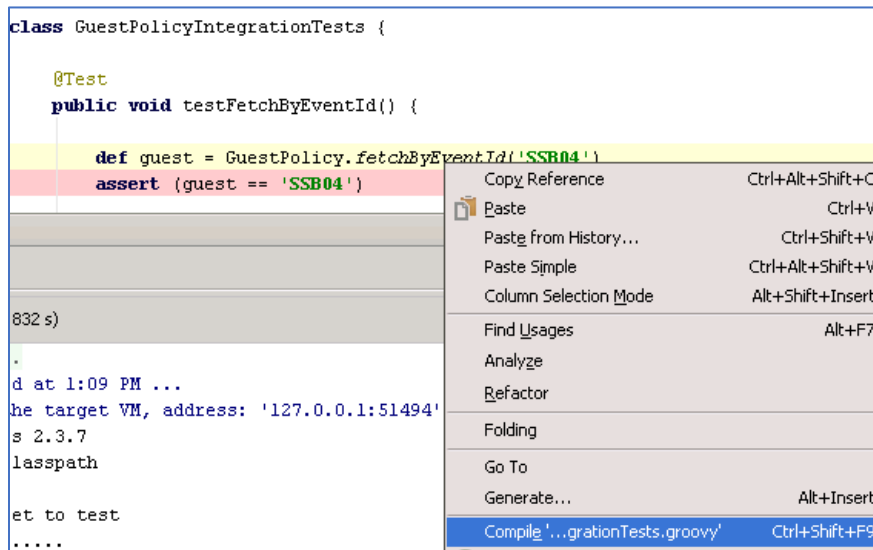 class GuestPolicyIntegrationTests {
@Test
public void testFetchByEventId() {
def guest = GuestPolicy.fetchByEventId('SSB04')
assert (guest == 'SSB04')
Copy Reference Ctrl+Alt+Shift+C
Paste Ctrl+V
Paste from History... Ctrl+Shift+V
Paste Simple Ctrl+Alt+Shift+V
Column Selection Mode Alt+Shift+Insert
Find Usages Alt+F7
Analyze
Refactor
Folding
Go To
Generate... Alt+Insert
Compile '...grationTests.groovy' Ctrl+Shift+F9
832 s)
.
d at 1:09 PM ...
he target VM, address: '127.0.0.1:51494'
s 2.3.7
lasspath
et to test
.....